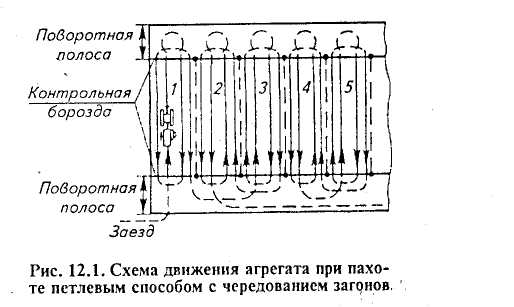 Поворотная
полоса
Контрольная
борозда
Поворотная
полоса
Заезд
1 2 3 4 5
Рис. 12.1. Схема движения агрегата при пахо-
те петлевым способом с чередованием загонов.